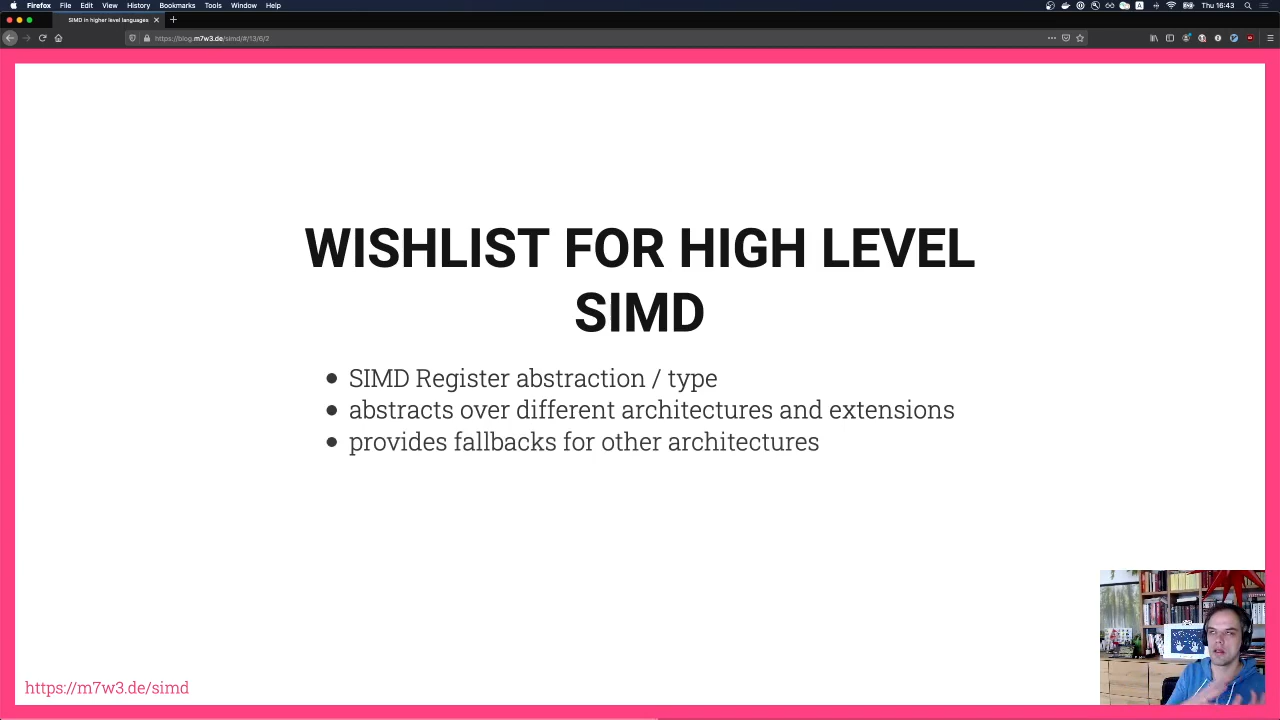 Firefox File Edit View History Bookmarks Tools Window Help Thu 16:43
SIMD in higher level languages
https://blog.m7w3.de/simd/#/13/6/2
WISHLIST FOR HIGH LEVEL
SIMD
SIMD Register abstraction / type
abstracts over different architectures and extensions
provides fallbacks for other architectures
https://m7w3.de/simd